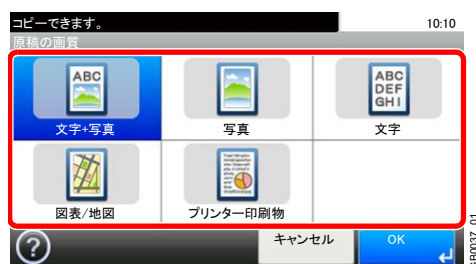 コピーできます。 10:10
原稿の画質
ABC
ABC
DEF
GHI
文字+写真 写真 文字
図表/地図 プリンター印刷物
? キャンセル OK